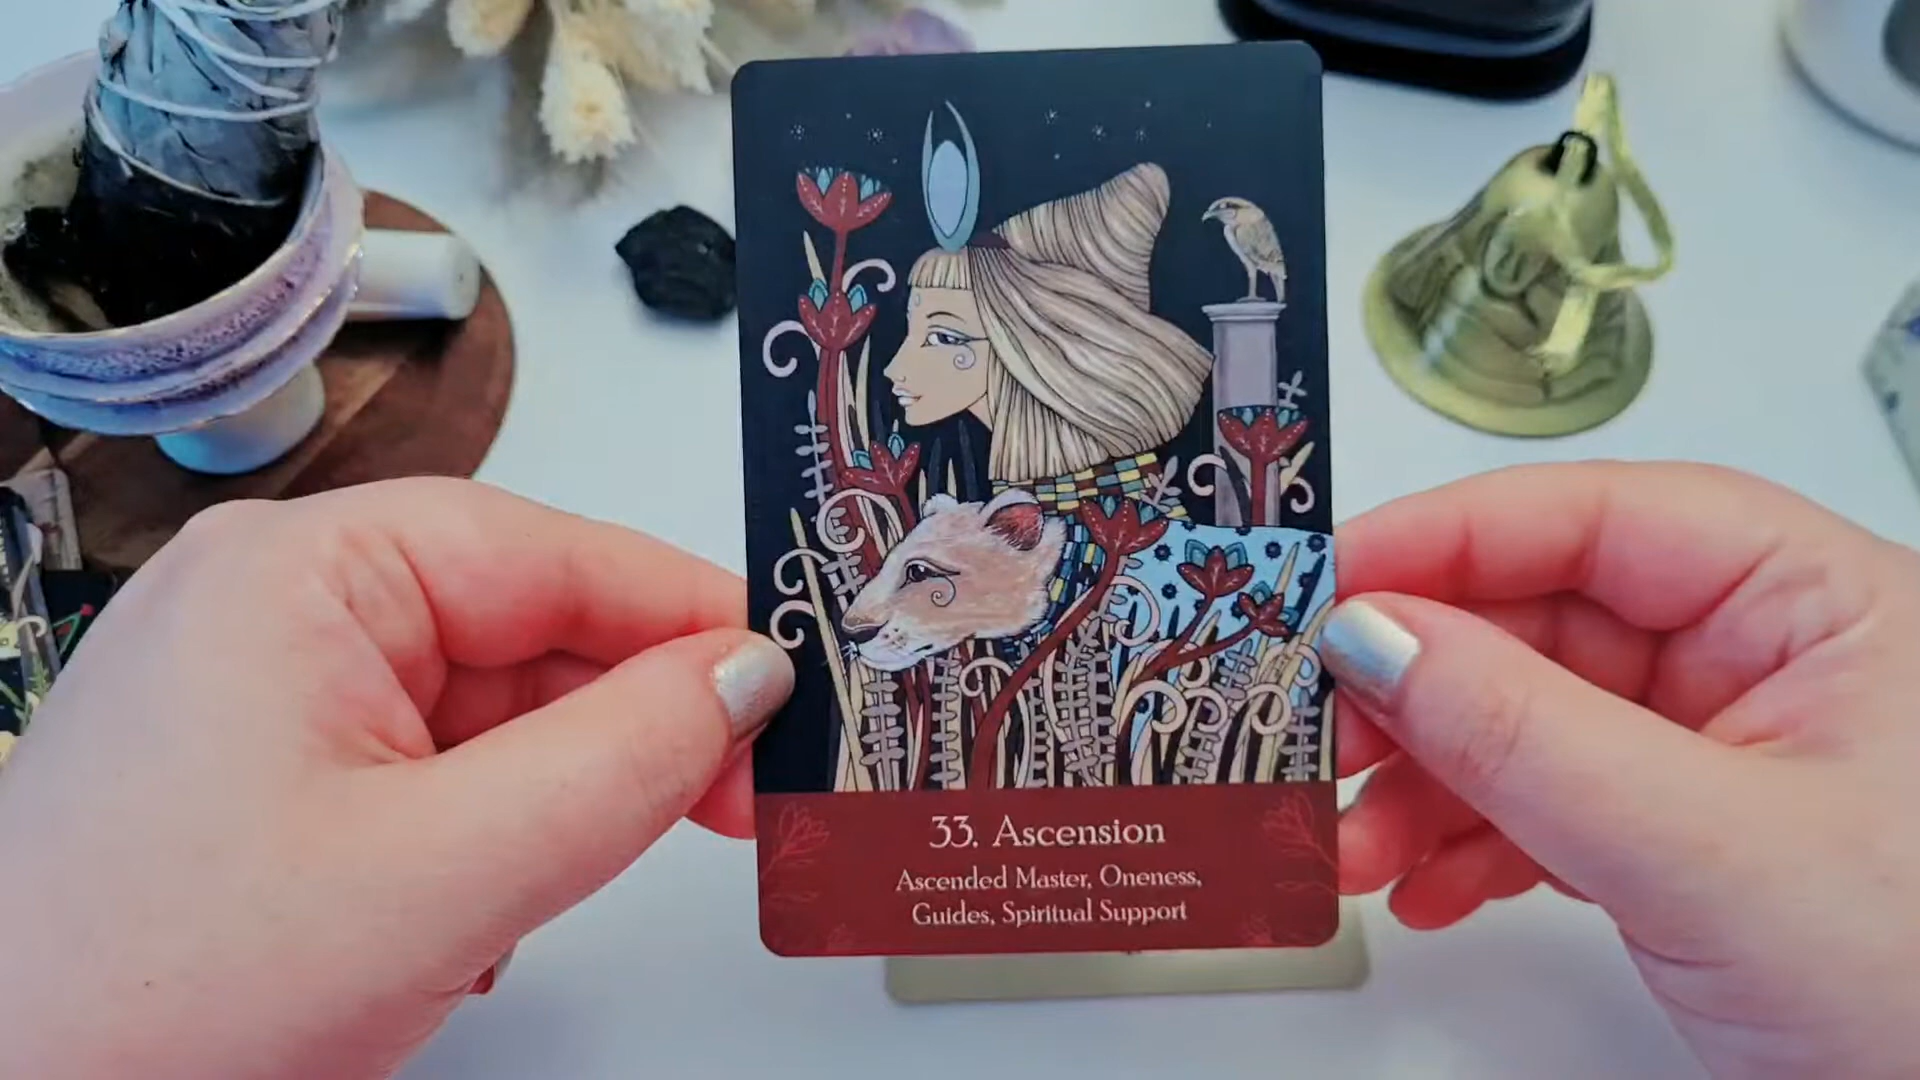 33. Ascension
Ascended Master, Oneness,
Guides, Spiritual Support